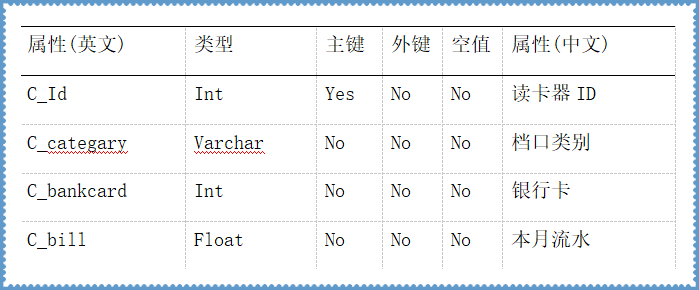 属性(英文) 类型 主键 外键 空值 属性(中文)
C_Id Int Yes No No 读卡器 ID
C_categary Varchar No No No 档口类别
C_bankcard Int No No No 银行卡
C_bill Float No No No 本月流水